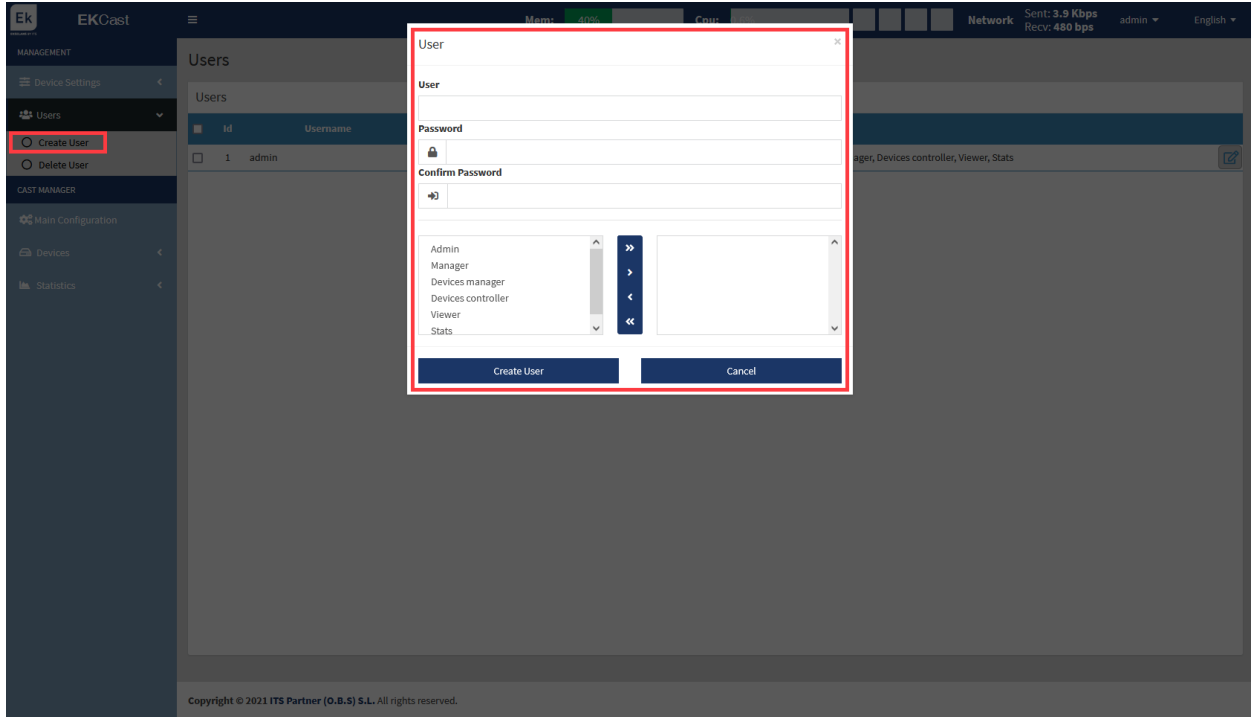 Ek
EKCast
Mem: 40%
Cpu:
Network
Sent: 3.9 Kbps
Recv: 480 bps
admin
English
MANAGEMENT
Device Settings
Users
Create User
Delete User
CAST MANAGER
Main Configuration
Devices
Statistics
Users
Users
Id Username
1 admin
ager, Devices controller, Viewer, Stats
User
×
User
Password
Confirm Password
Admin
Manager
Devices manager
Devices controller
Viewer
Stats
Create User
Cancel
Copyright © 2021 ITS Partner (O.B.S) S.L. All rights reserved.